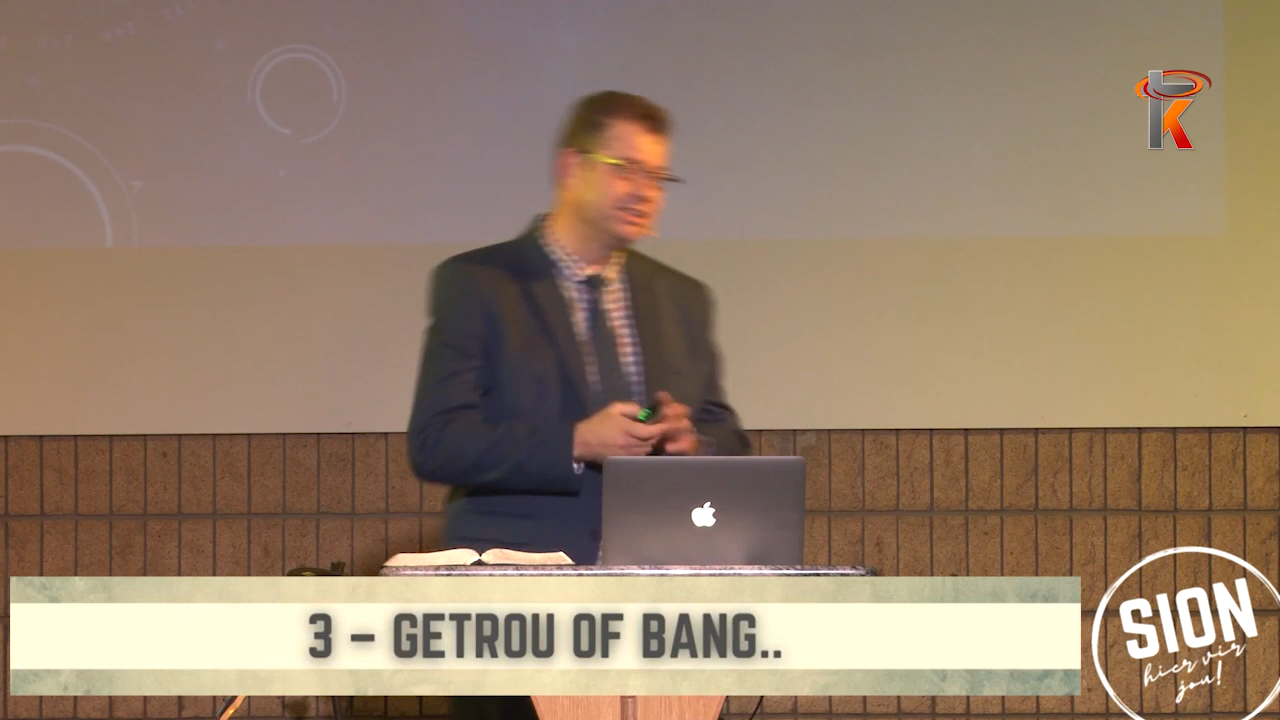 3 – GETROU OF BANG..
SION
hier vir
jou!